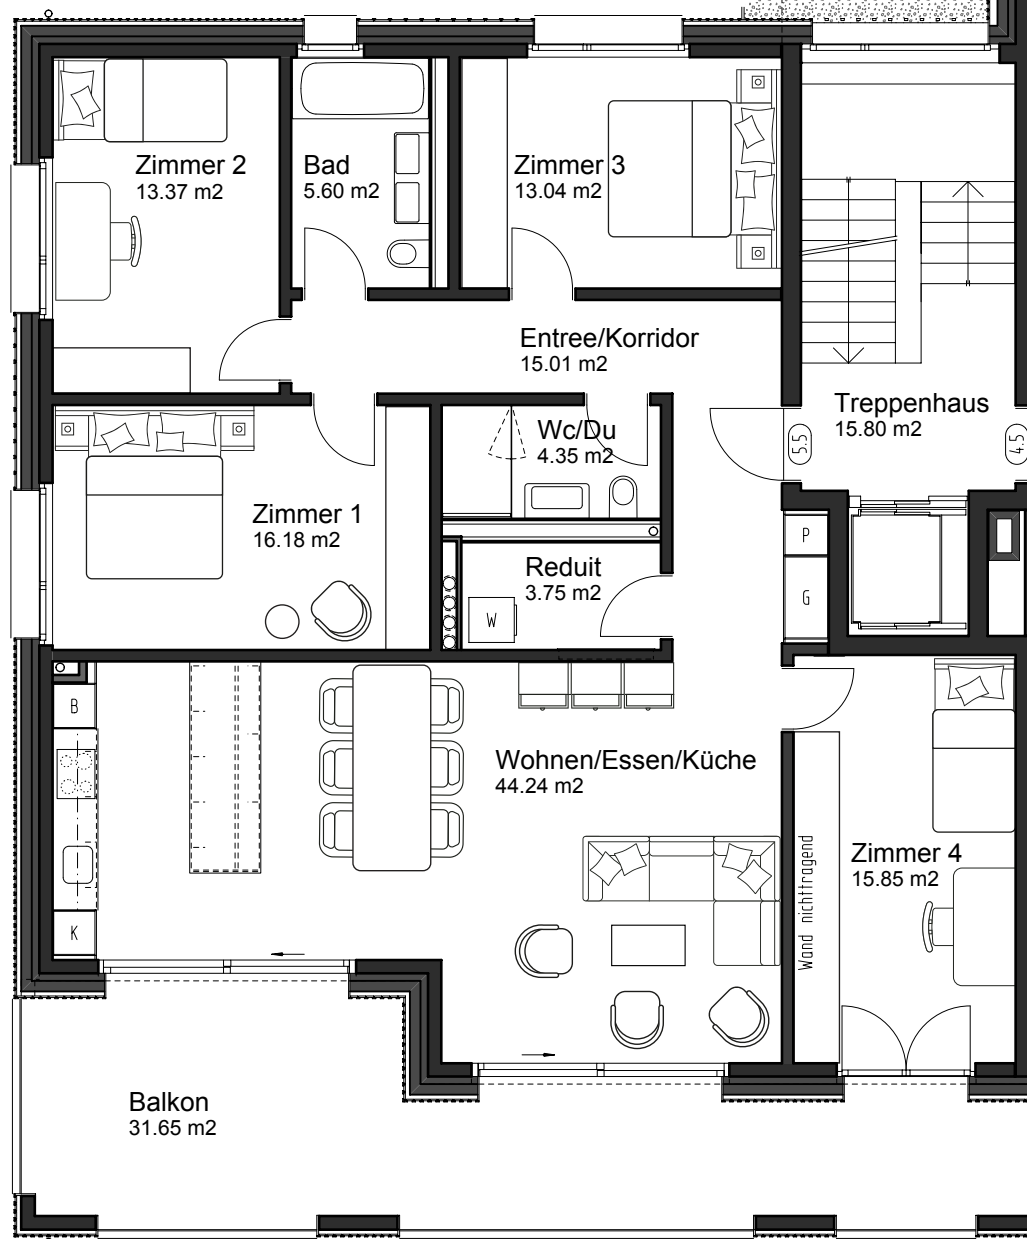 Zimmer 2
13.37 m2
Bad
5.60 m2
Zimmer 3
13.04 m2
Entree/Korridor
15.01 m2
Treppenhaus
15.80 m2
5.5
4.5
Wc/Du
4.35 m2
Zimmer 1
16.18 m2
P
Reduit
3.75 m2
G
W
B
Wohnen/Essen/Küche
44.24 m2
Zimmer 4
15.85 m2
Wand nichttragend
K
Balkon
31.65 m2